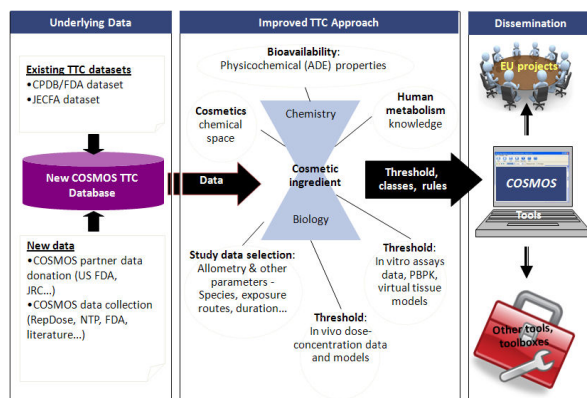 Underlying Data
Existing TTC datasets
•CPDB/FDA dataset
•JECFA dataset
New COSMOS TTC
Database
New data
•COSMOS partner data
donation (US FDA,
JRC...)
•COSMOS data collection
(RepDose, NTP, FDA,
literature...)
Data
Improved TTC Approach
Bioavailability:
Physicochemical (ADE) properties
Cosmetics
chemical
space
Chemistry
Human
metabolism
knowledge
Cosmetic
ingredient
Biology
Study data selection:
Allometry & other
parameters -
Species, exposure
routes, duration...
Threshold:
In vivo dose-
concentration data
and models
Threshold:
In vitro assays
data, PBPK,
virtual tissue
models
Threshold,
classes, rules
Dissemination
EU projects
COSMOS
Tools
Other tools,
toolboxes